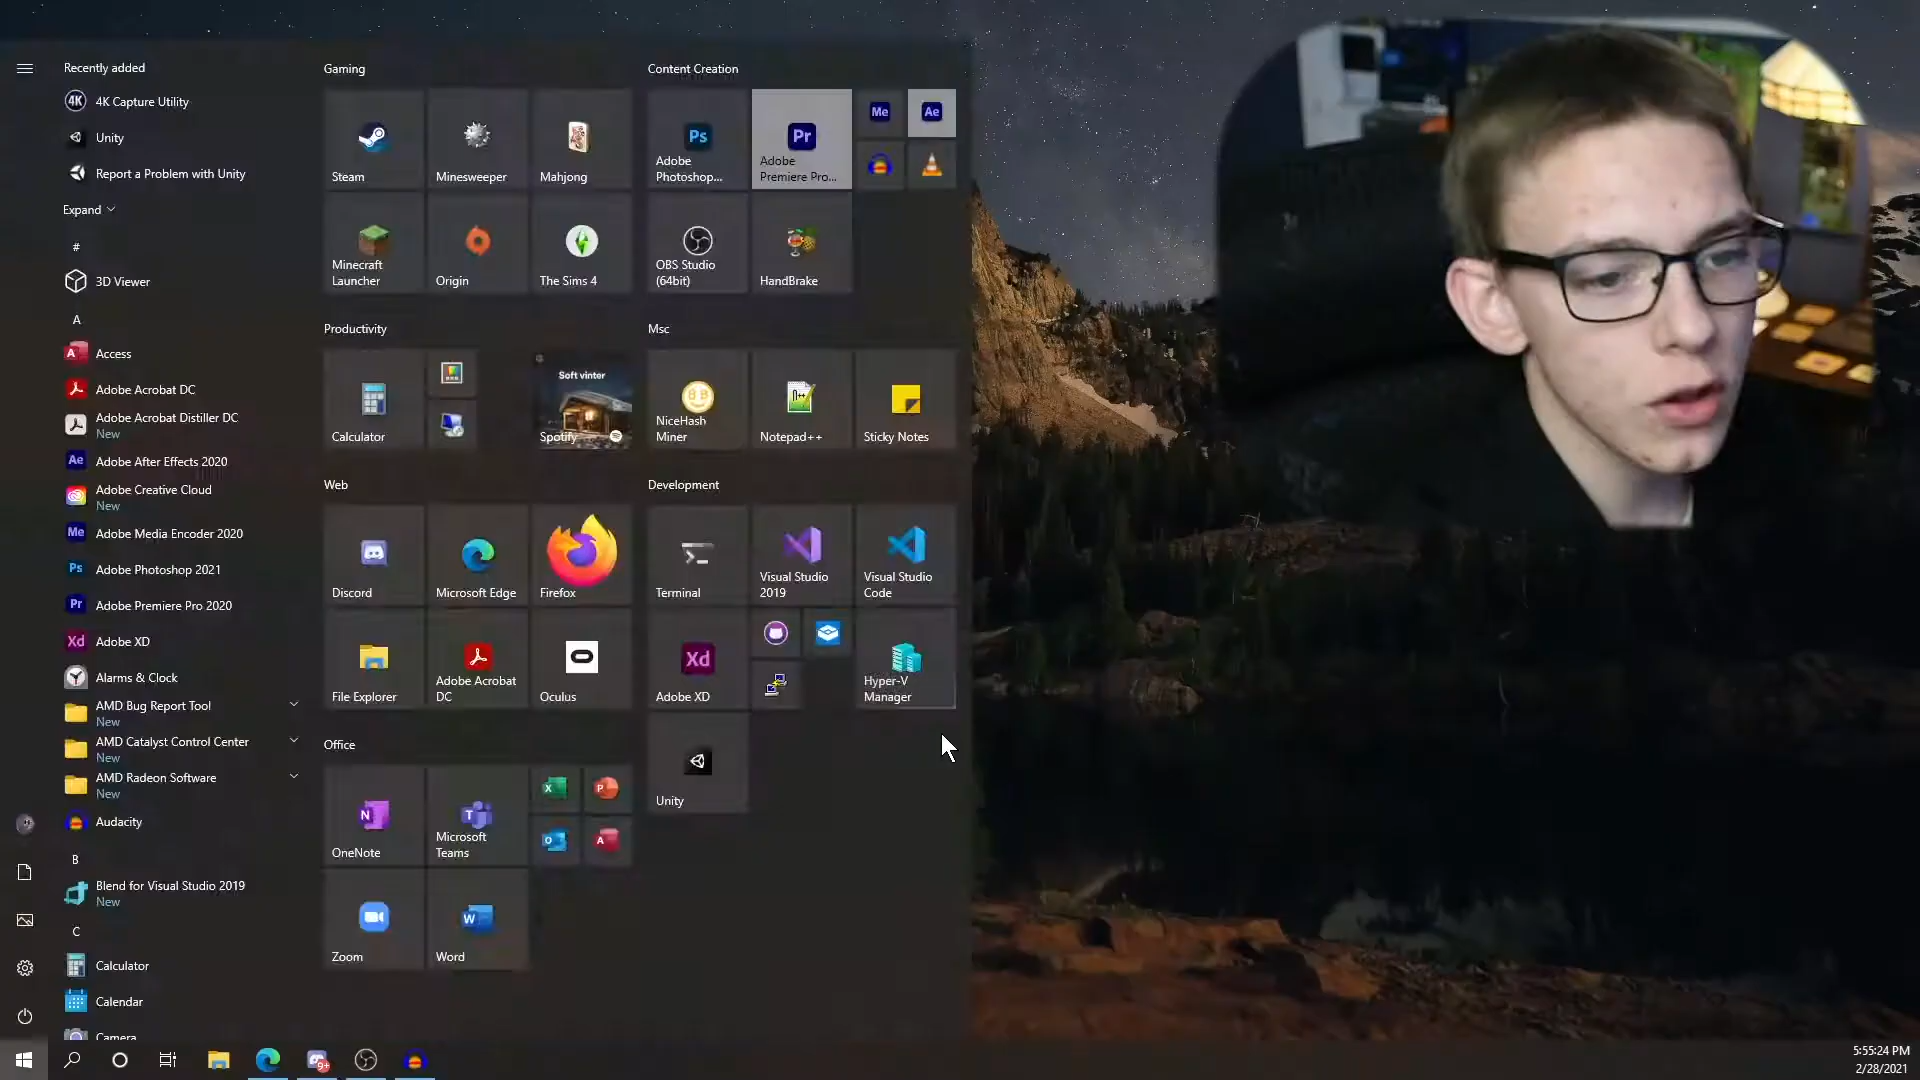 Recently added
4K 4K Capture Utility
Unity
Report a Problem with Unity
Expand
#
3D Viewer
A
Access
Adobe Acrobat DC
Adobe Acrobat Distiller DC
New
Ae Adobe After Effects 2020
Adobe Creative Cloud
New
Me Adobe Media Encoder 2020
Ps Adobe Photoshop 2021
Pr Adobe Premiere Pro 2020
Xd Adobe XD
Alarms & Clock
AMD Bug Report Tool
New
AMD Catalyst Control Center
New
AMD Radeon Software
New
Audacity
B
Blend for Visual Studio 2019
New
C
Calculator
Calendar
Camera
Gaming
Steam
Minesweeper
Mahjong
Minecraft
Launcher
Origin
The Sims 4
Productivity
Calculator
Soft vinter
Spotify
Web
Discord
Microsoft Edge
Firefox
File Explorer
Adobe Acrobat
DC
Oculus
Office
N
OneNote
T
Microsoft
Teams
X
P
O
A
Zoom
W
Word
Content Creation
Ps
Adobe
Photoshop...
Pr
Adobe
Premiere Pro...
Me
Ae
OBS Studio
(64bit)
HandBrake
Msc
NiceHash
Miner
Notepad++
Sticky Notes
Development
Terminal
Visual Studio
2019
Visual Studio
Code
Xd
Adobe XD
Hyper-V
Manager
Unity
9+
5:55:24 PM
2/28/2021